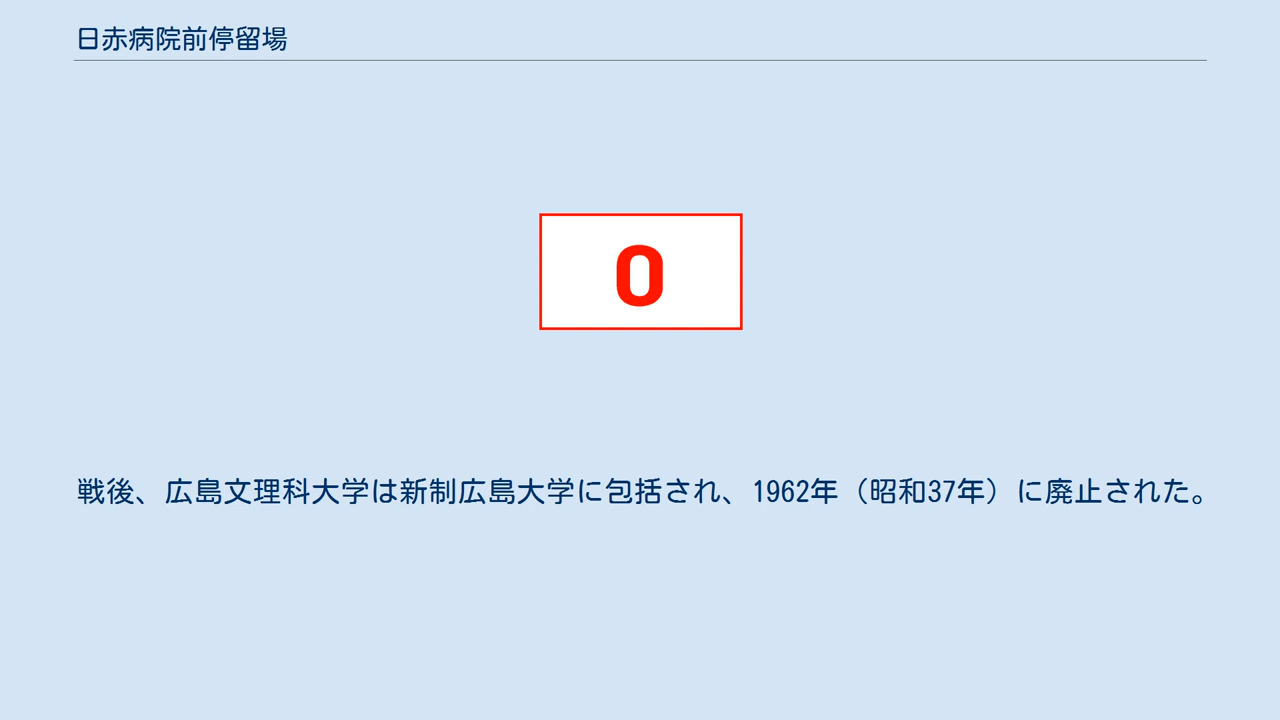 日赤病院前停留場
0
戦後、広島文理科大学は新制広島大学に包括され、1962年（昭和37年）に廃止された。